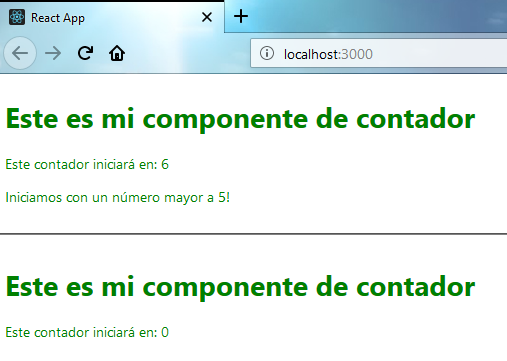 React App
localhost:3000
Este es mi componente de contador
Este contador iniciará en: 6
Iniciamos con un número mayor a 5!
Este es mi componente de contador
Este contador iniciará en: 0